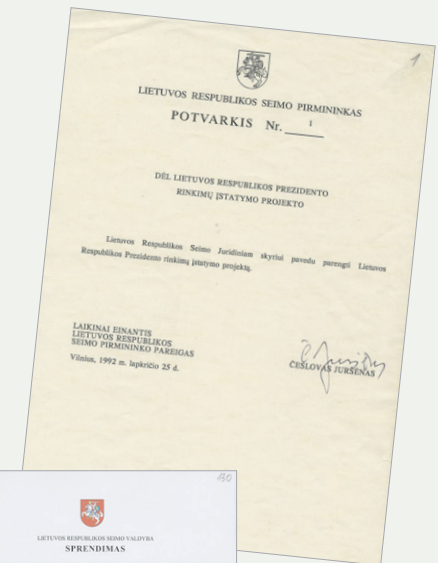 1
LIETUVOS RESPUBLIKOS SEIMO PIRMININKAS
POTVARKIS Nr. 1
DĖL LIETUVOS RESPUBLIKOS PREZIDENTO
RINKIMŲ ĮSTATYMO PROJEKTO
Lietuvos Respublikos Seimo Juridiniam skyriui pavedu parengti Lietuvos
Respublikos Prezidento rinkimų įstatymo projektą.
LAIKINAI EINANTIS
LIETUVOS RESPUBLIKOS
SEIMO PIRMININKO PAREIGAS
Vilnius, 1992 m. lapkričio 25 d.
ČESLOVAS JURŠĖNAS
130
LIETUVOS RESPUBLIKOS SEIMO VALDYBA
SPRENDIMAS